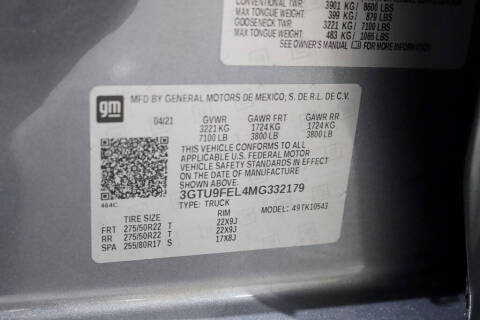 CONVENTIONAL TWR: 3901 KG/ 8600 LBS
MAX TONGUE WEIGHT: 399 KG / 879 LBS
GOOSENECK TWR: 3221 KG/ 7100 LBS
MAX TONGUE WEIGHT: 483 KG / 1065 LBS
SEE OWNER'S MANUAL FOR MORE INFORMATION
gm
MFD BY GENERAL MOTORS DE MEXICO, S. DE R.L. DE C.V.
04/21 GVWR GAWR FRT GAWR RR
3221 KG 1724 KG 1724 KG
7100 LB 3800 LB 3800 LB
THIS VEHICLE CONFORMS TO ALL
APPLICABLE U.S. FEDERAL MOTOR
VEHICLE SAFETY STANDARDS IN
EFFECT ON THE DATE OF
MANUFACTURE SHOWN ABOVE.
3GTU9FEL4MG332179
TYPE: TRUCK MODEL: 49TK10543
464C
TIRE SIZE RIM
FRT 275/50R22 T 22X9J
RR 275/50R22 T 22X9J
SPA 255/80R17 S 17X8J